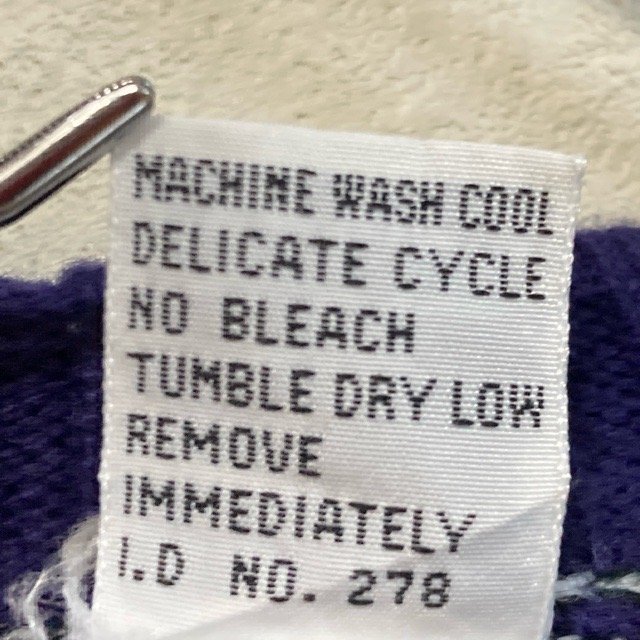 MACHINE WASH COOL
DELICATE CYCLE
NO BLEACH
TUMBLE DRY LOW
REMOVE
IMMEDIATELY
I.D NO. 278